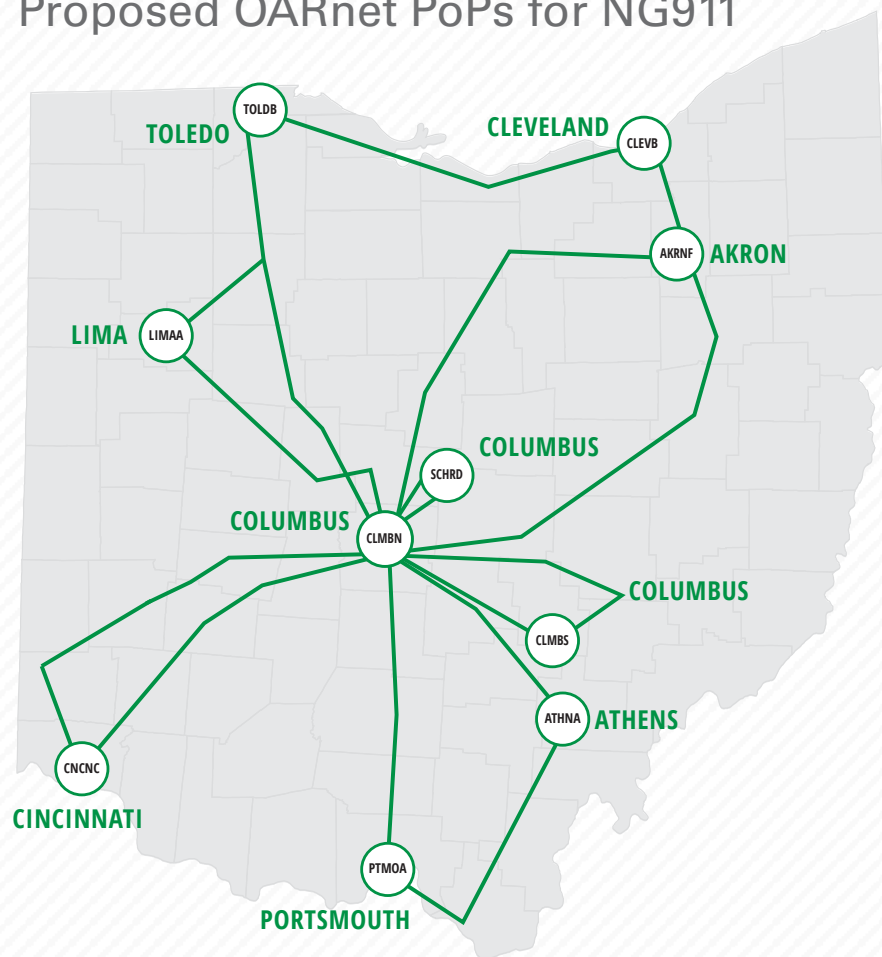 Proposed OARnet PoPs for NG911
TOLDB
TOLEDO
CLEVELAND
CLEVB
AKRNF
AKRON
LIMA
LIMAA
COLUMBUS
SCHRD
COLUMBUS
CLMBN
COLUMBUS
CLMBS
ATHNA
ATHENS
CNCNC
CINCINNATI
PTMOA
PORTSMOUTH